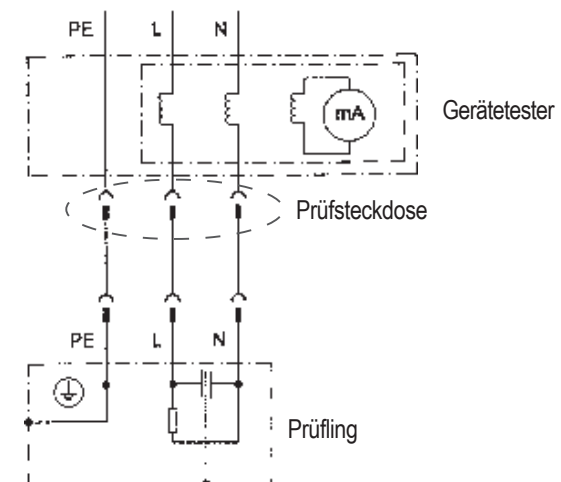 PE L N
mA
Gerätetester
Prüfsteckdose
PE L N
Prüfling